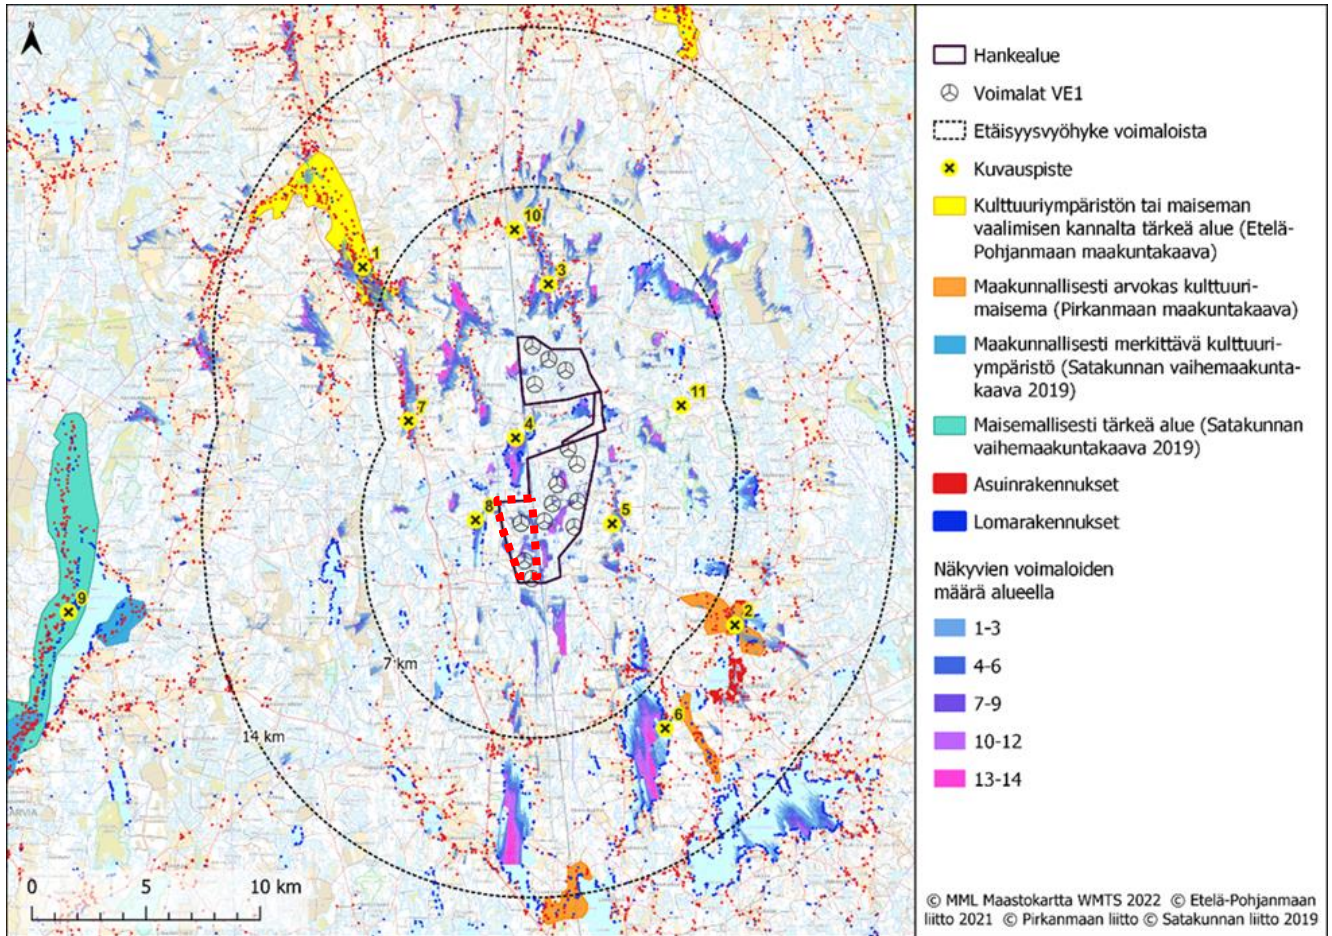 N
10
1
3
11
7
4
8
5
9
2
7 km
6
14 km
0 5 10 km
Hankealue
Voimalat VE1
Etäisyysvyöhyke voimaloista
Kuvauspiste
Kulttuuriympäristön tai maiseman
vaalimisen kannalta tärkeä alue (Etelä-
Pohjanmaan maakuntakaava)
Maakunnallisesti arvokas kulttuuri-
maisema (Pirkanmaan maakuntakaava)
Maakunnallisesti merkittävä kulttuuri-
ympäristö (Satakunnan vaihemaakunta-
kaava 2019)
Maisemallisesti tärkeä alue (Satakunnan
vaihemaakuntakaava 2019)
Asuinrakennukset
Lomarakennukset
Näkyvien voimaloiden
määrä alueella
1-3
4-6
7-9
10-12
13-14
© MML Maastokartta WMTS 2022 © Etelä-Pohjanmaan
liitto 2021 © Pirkanmaan liitto © Satakunnan liitto 2019